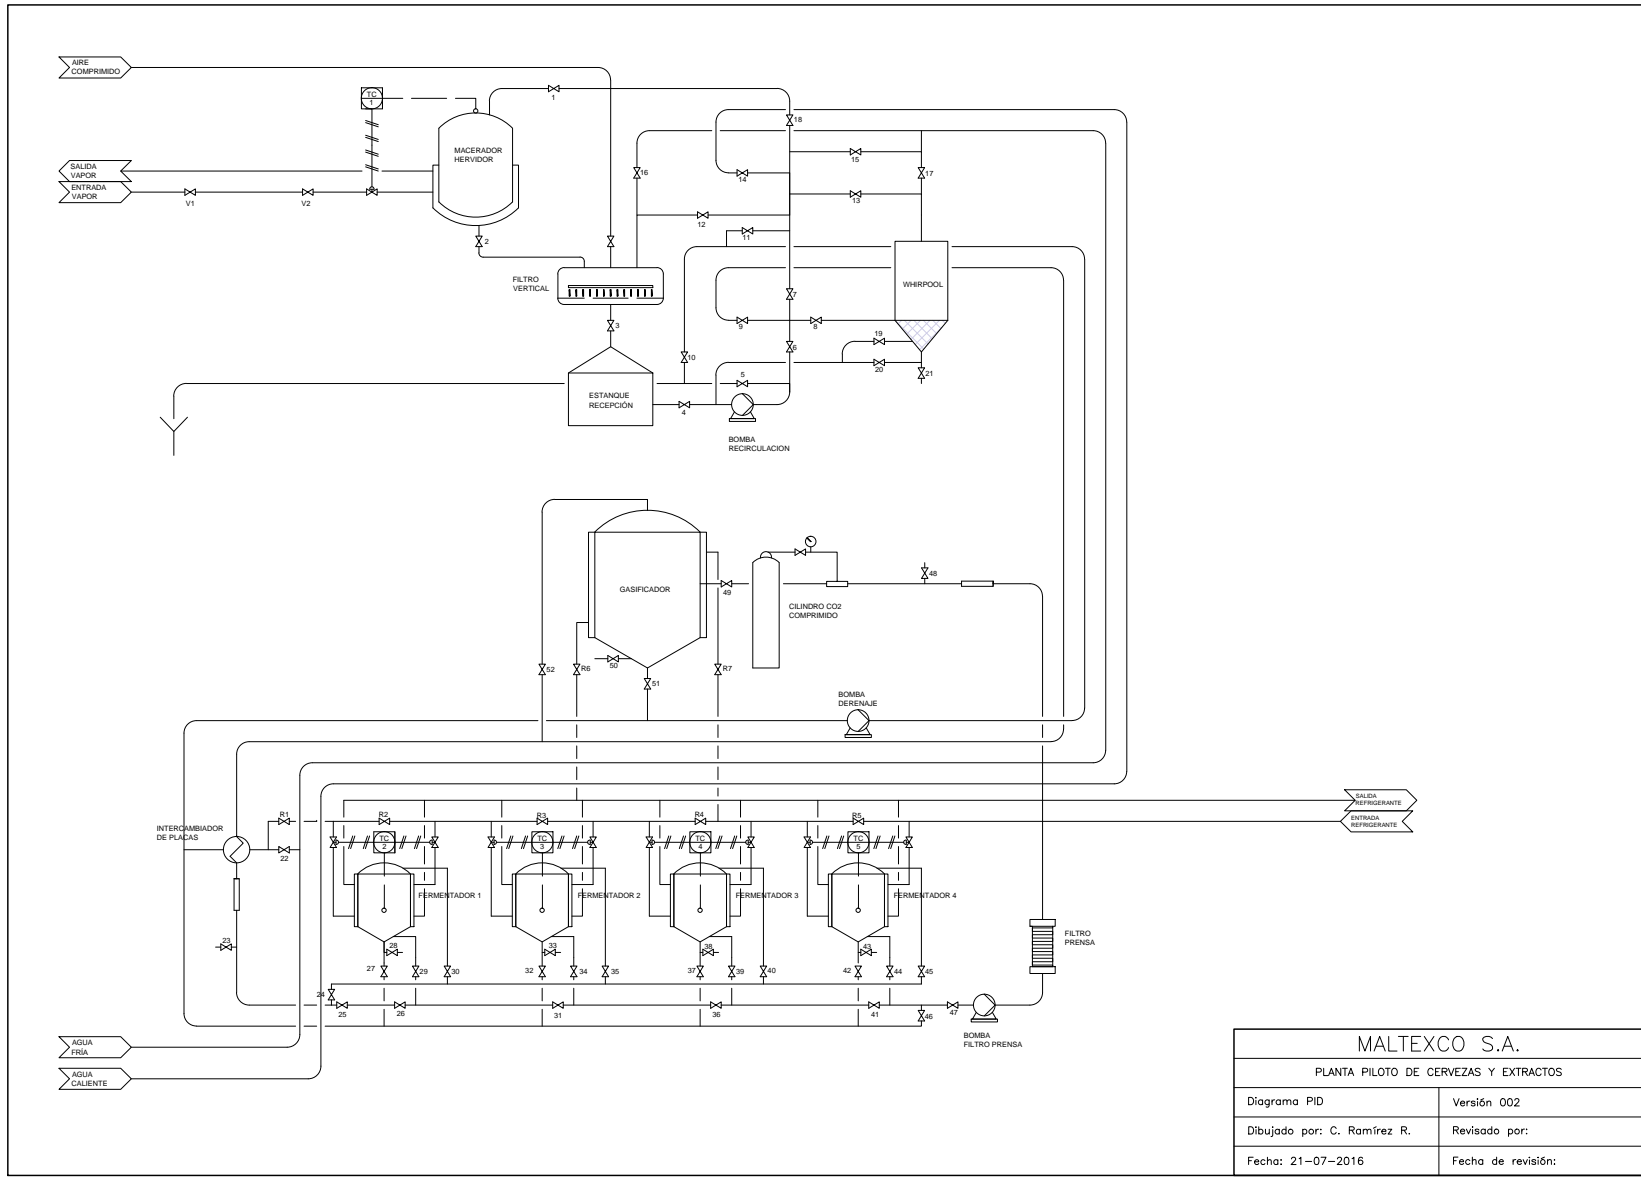 AIRE
COMPRIMIDO
TC
1
1
18
MACERADOR
HERVIDOR
15
SALIDA
VAPOR
16
14
17
ENTRADA
VAPOR
V1
V2
13
12
11
2
FILTRO
VERTICAL
WHIRPOOL
7
3
9
8
19
10
6
20
21
5
ESTANQUE
RECEPCIÓN
4
BOMBA
RECIRCULACION
GASIFICADOR
49
48
CILINDRO CO2
COMPRIMIDO
52
R6
50
R7
51
BOMBA
DERENAJE
SALIDA
REFRIGERANTE
ENTRADA
REFRIGERANTE
INTERCAMBIADOR
DE PLACAS
R1
R2
R3
R4
R5
TC
2
TC
3
TC
4
TC
5
22
FERMENTADOR 1
FERMENTADOR 2
FERMENTADOR 3
FERMENTADOR 4
FILTRO
PRENSA
23
28
33
38
43
27
29
30
32
34
35
37
39
40
42
44
45
24
25
26
31
36
41
46
47
BOMBA
FILTRO PRENSA
AGUA
FRÍA
AGUA
CALIENTE
MALTEXCO S.A.
PLANTA PILOTO DE CERVEZAS Y EXTRACTOS
Diagrama PID
Versión 002
Dibujado por: C. Ramírez R.
Revisado por:
Fecha: 21-07-2016
Fecha de revisión: